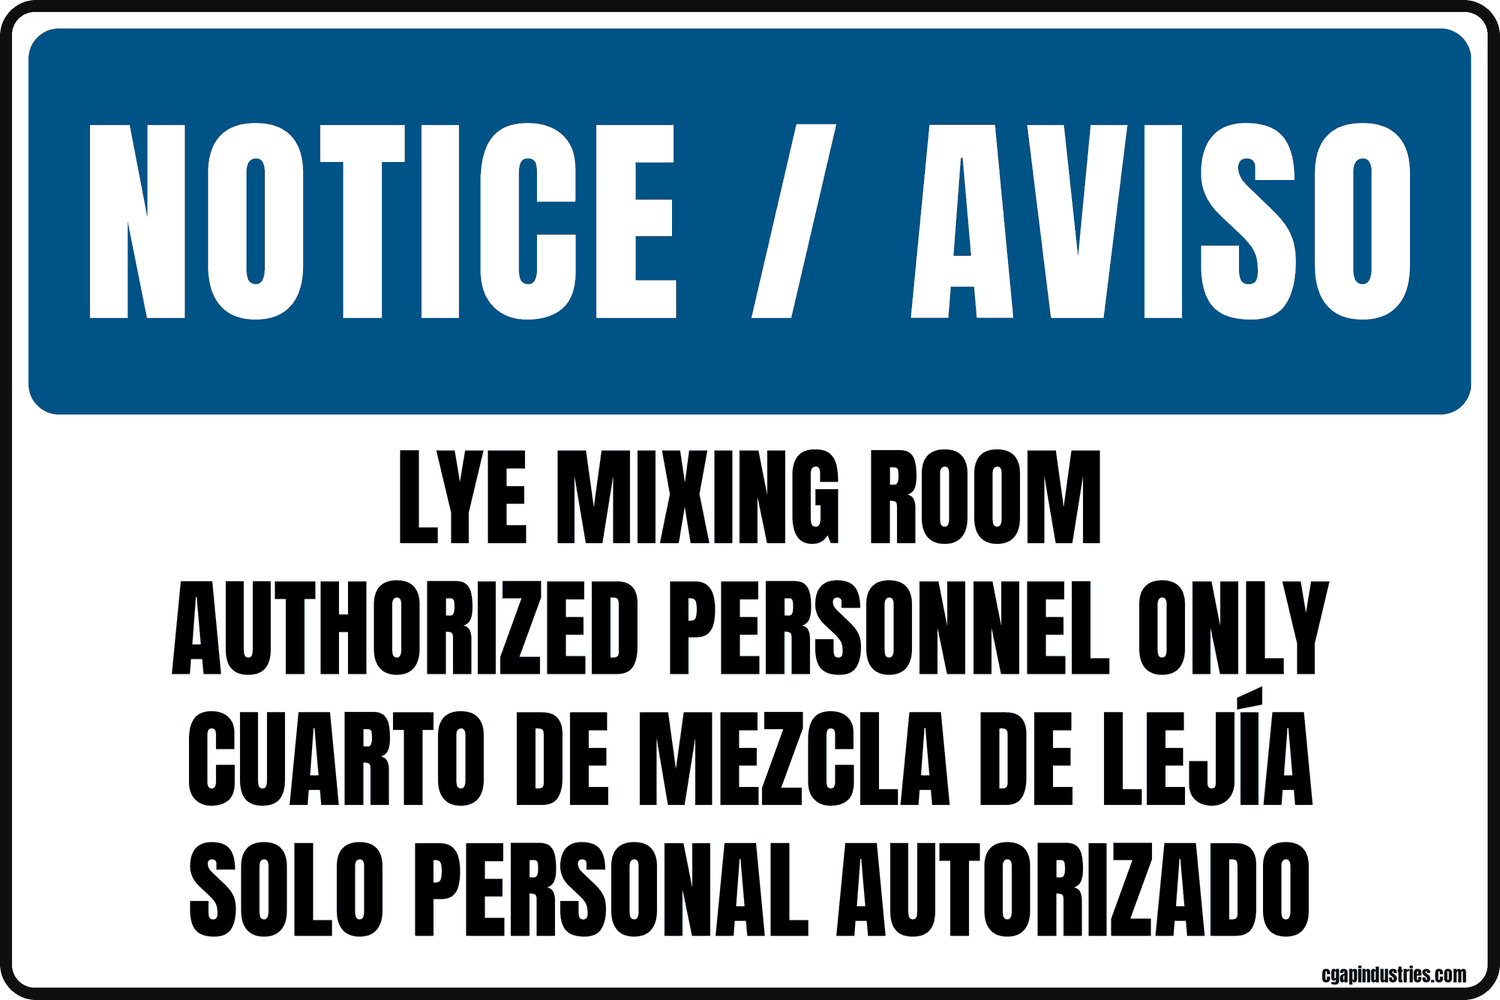 NOTICE / AVISO
LYE MIXING ROOM
AUTHORIZED PERSONNEL ONLY
CUARTO DE MEZCLA DE LEJÍA
SOLO PERSONAL AUTORIZADO
cgapindustries.com